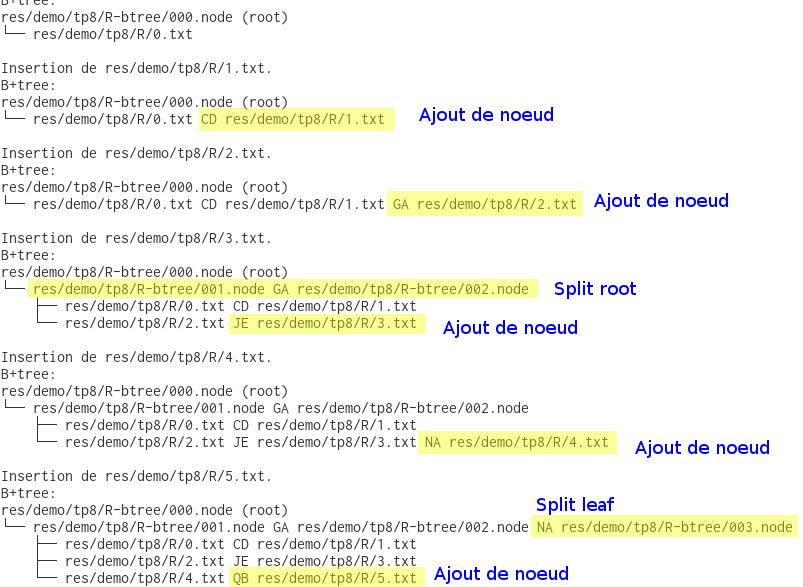 B+tree:
res/demo/tp8/R-btree/000.node (root)
└── res/demo/tp8/R/0.txt

Insertion de res/demo/tp8/R/1.txt.
B+tree:
res/demo/tp8/R-btree/000.node (root)
└── res/demo/tp8/R/0.txt CD res/demo/tp8/R/1.txt Ajout de noeud

Insertion de res/demo/tp8/R/2.txt.
B+tree:
res/demo/tp8/R-btree/000.node (root)
└── res/demo/tp8/R/0.txt CD res/demo/tp8/R/1.txt GA res/demo/tp8/R/2.txt Ajout de noeud

Insertion de res/demo/tp8/R/3.txt.
B+tree:
res/demo/tp8/R-btree/000.node (root)
└── res/demo/tp8/R-btree/001.node GA res/demo/tp8/R-btree/002.node Split root
    ├── res/demo/tp8/R/0.txt CD res/demo/tp8/R/1.txt
    └── res/demo/tp8/R/2.txt JE res/demo/tp8/R/3.txt Ajout de noeud

Insertion de res/demo/tp8/R/4.txt.
B+tree:
res/demo/tp8/R-btree/000.node (root)
└── res/demo/tp8/R-btree/001.node GA res/demo/tp8/R-btree/002.node
    ├── res/demo/tp8/R/0.txt CD res/demo/tp8/R/1.txt
    └── res/demo/tp8/R/2.txt JE res/demo/tp8/R/3.txt NA res/demo/tp8/R/4.txt Ajout de noeud

Insertion de res/demo/tp8/R/5.txt.
B+tree:
res/demo/tp8/R-btree/000.node (root)
Split leaf
└── res/demo/tp8/R-btree/001.node GA res/demo/tp8/R-btree/002.node NA res/demo/tp8/R-btree/003.node
    ├── res/demo/tp8/R/0.txt CD res/demo/tp8/R/1.txt
    ├── res/demo/tp8/R/2.txt JE res/demo/tp8/R/3.txt
    └── res/demo/tp8/R/4.txt QB res/demo/tp8/R/5.txt Ajout de noeud